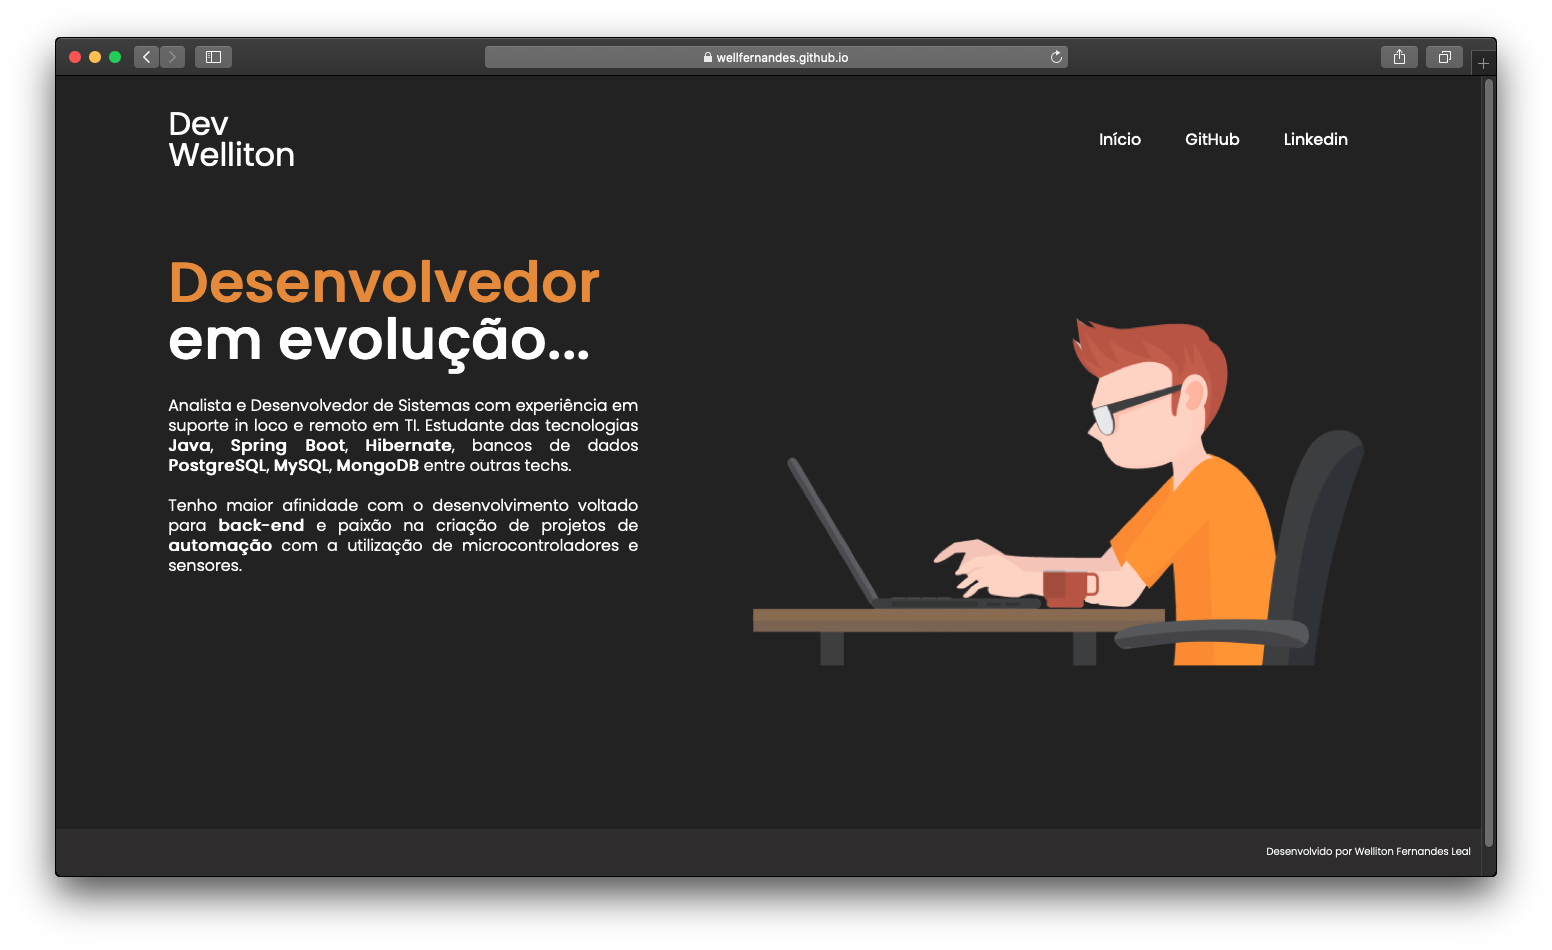 wellfernandes.github.io
Dev
Welliton
Início GitHub Linkedin
Desenvolvedor
em evolução...
Analista e Desenvolvedor de Sistemas com experiência em
suporte in loco e remoto em TI. Estudante das tecnologias
Java, Spring Boot, Hibernate, bancos de dados
PostgreSQL, MySQL, MongoDB entre outras techs.
Tenho maior afinidade com o desenvolvimento voltado
para back-end e paixão na criação de projetos de
automação com a utilização de microcontroladores e
sensores.
Desenvolvido por Welliton Fernandes Leal